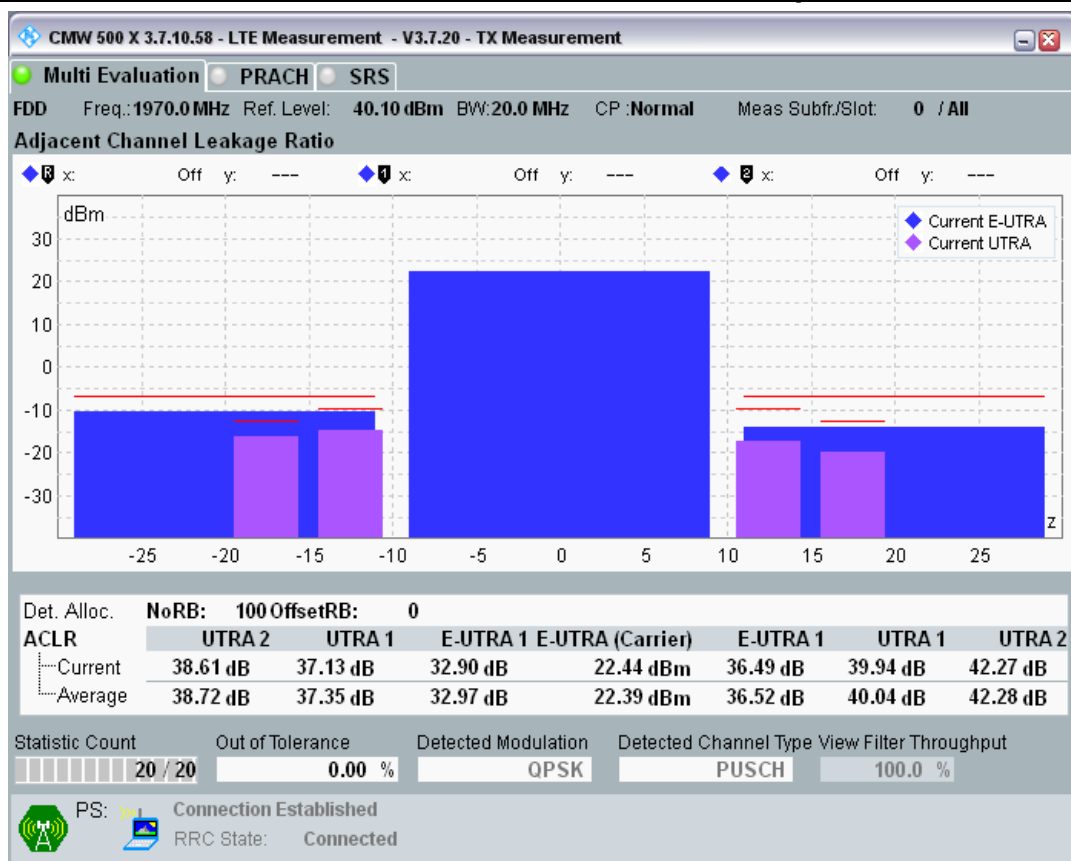 CMW 500 X 3.7.10.58 - LTE Measurement - V3.7.20 - TX Measurement
Multi Evaluation PRACH SRS
FDD Freq.: 1970.0 MHz Ref. Level: 40.10 dBm BW: 20.0 MHz CP : Normal Meas Subfr./Slot: 0 / All
Adjacent Channel Leakage Ratio
R x: Off y: --- 1 x: Off y: --- 2 x: Off y: ---
dBm
Current E-UTRA
Current UTRA
30
20
10
0
-10
-20
-30
z
-25 -20 -15 -10 -5 0 5 10 15 20 25
Det. Alloc. NoRB: 100 OffsetRB: 0
ACLR UTRA 2 UTRA 1 E-UTRA 1 E-UTRA (Carrier) E-UTRA 1 UTRA 1 UTRA 2
Current 38.61 dB 37.13 dB 32.90 dB 22.44 dBm 36.49 dB 39.94 dB 42.27 dB
Average 38.72 dB 37.35 dB 32.97 dB 22.39 dBm 36.52 dB 40.04 dB 42.28 dB
Statistic Count Out of Tolerance Detected Modulation Detected Channel Type View Filter Throughput
20 / 20 0.00 % QPSK PUSCH 100.0 %
PS: Connection Established
RRC State: Connected